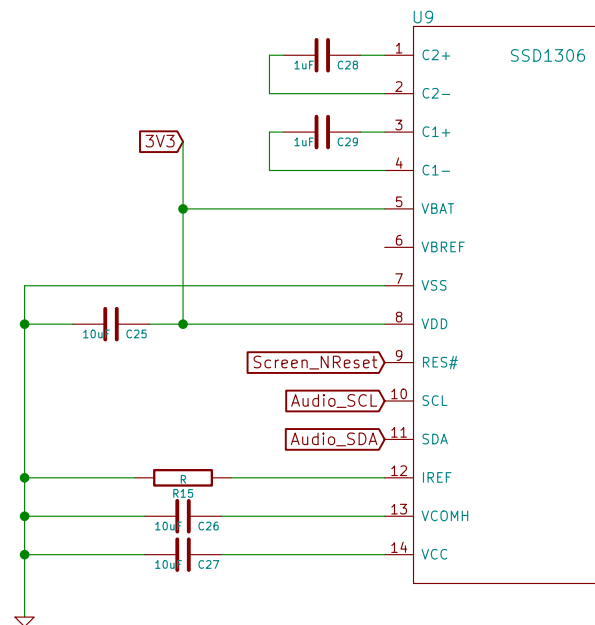 U9
SSD1306
1 C2+
1uF C28
2 C2-
3 C1+
1uF C29
3V3
4 C1-
5 VBAT
6 VBREF
7 VSS
8 VDD
10uF C25
Screen_NReset 9 RES#
Audio_SCL 10 SCL
Audio_SDA 11 SDA
R 12 IREF
R15
13 VCOMH
10uF C26
14 VCC
10uF C27